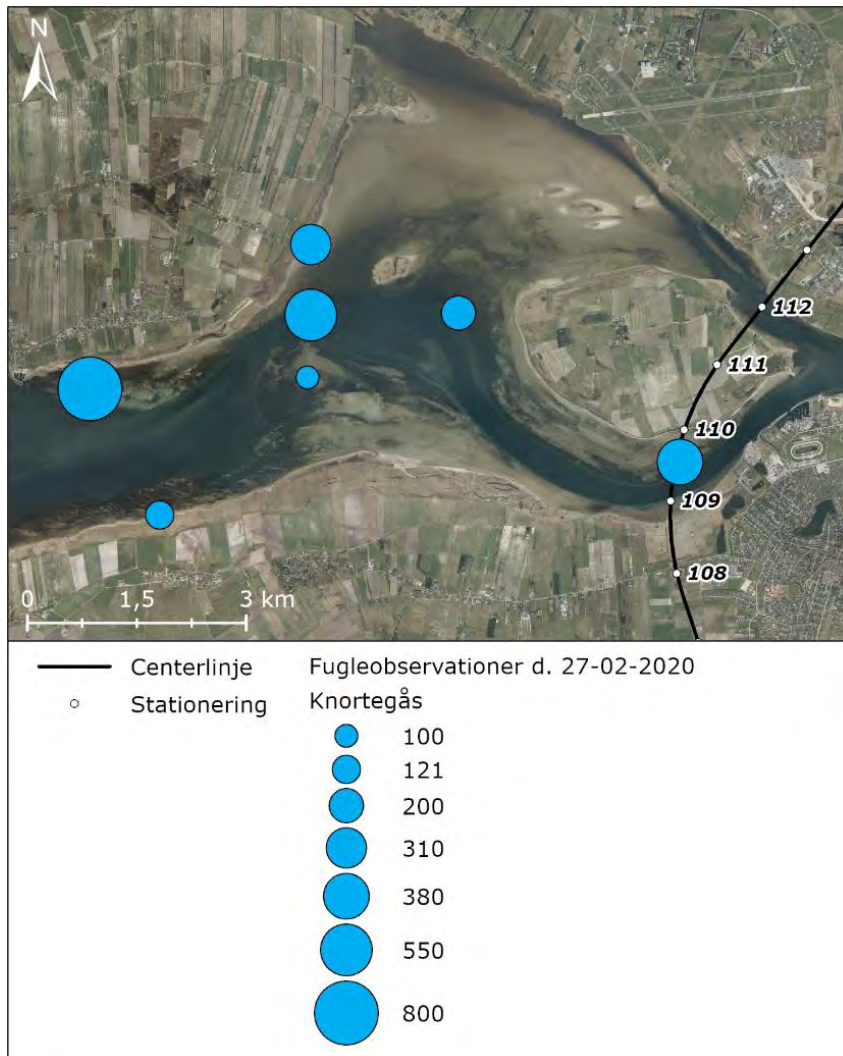 N
112
111
110
109
108
0 1,5 3 km
Centerlinje
Stationering
Fugleobservationer d. 27-02-2020
Knortegås
100
121
200
310
380
550
800